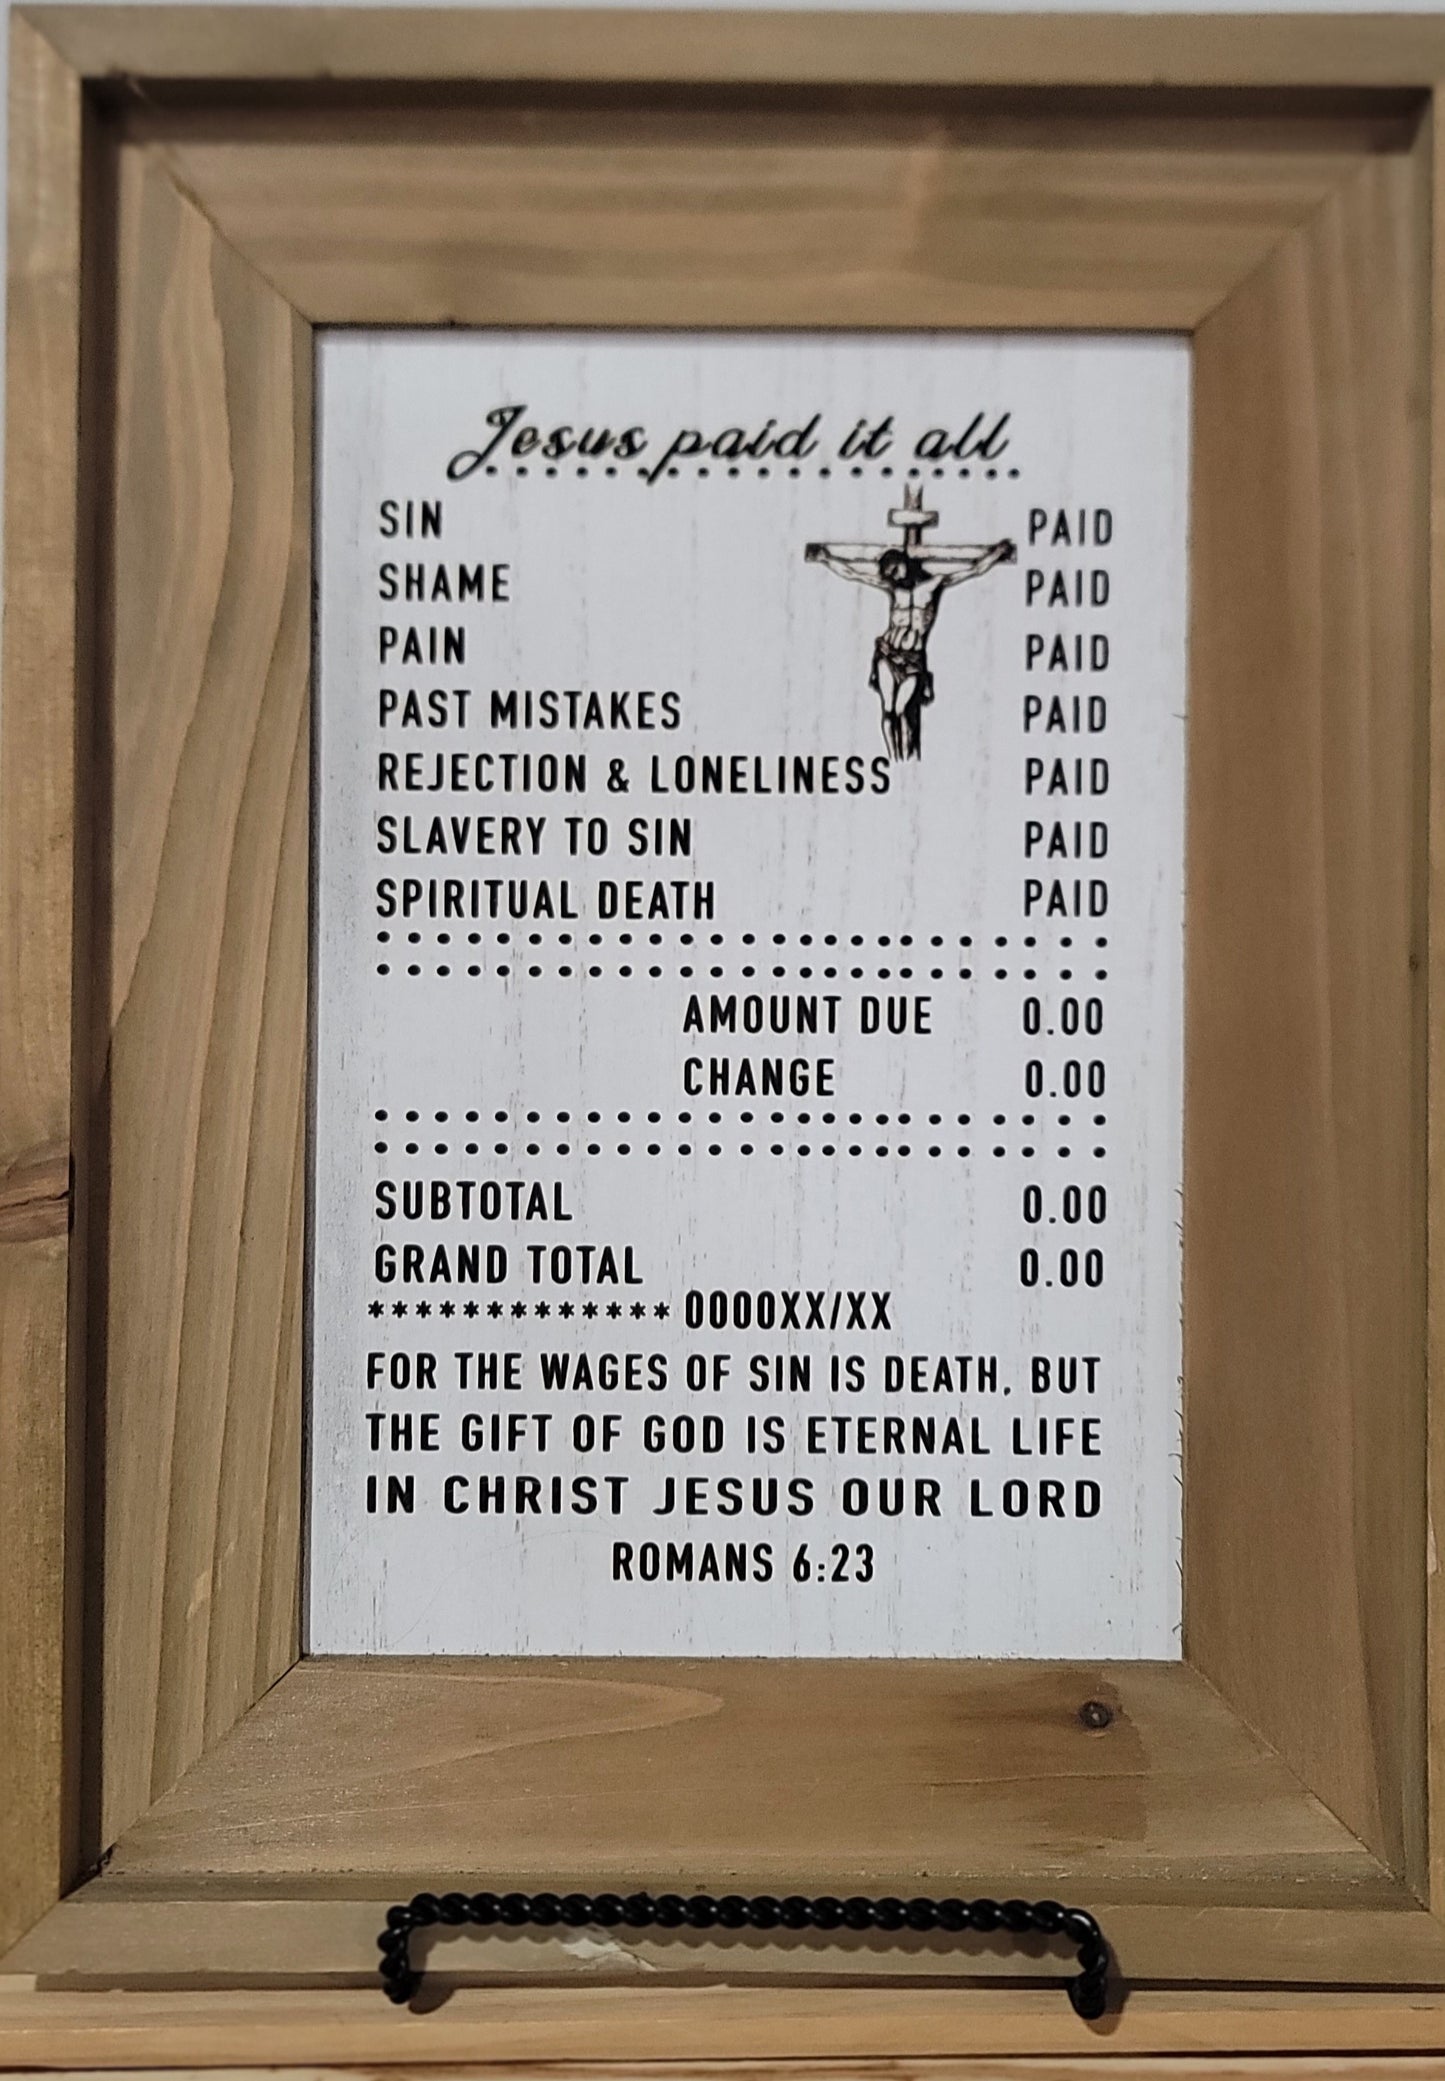 Jesus paid it all
SIN PAID
SHAME PAID
PAIN PAID
PAST MISTAKES PAID
REJECTION & LONELINESS PAID
SLAVERY TO SIN PAID
SPIRITUAL DEATH PAID
AMOUNT DUE 0.00
CHANGE 0.00
SUBTOTAL 0.00
GRAND TOTAL 0.00
************* 0000XX/XX
FOR THE WAGES OF SIN IS DEATH, BUT
THE GIFT OF GOD IS ETERNAL LIFE
IN CHRIST JESUS OUR LORD
ROMANS 6:23